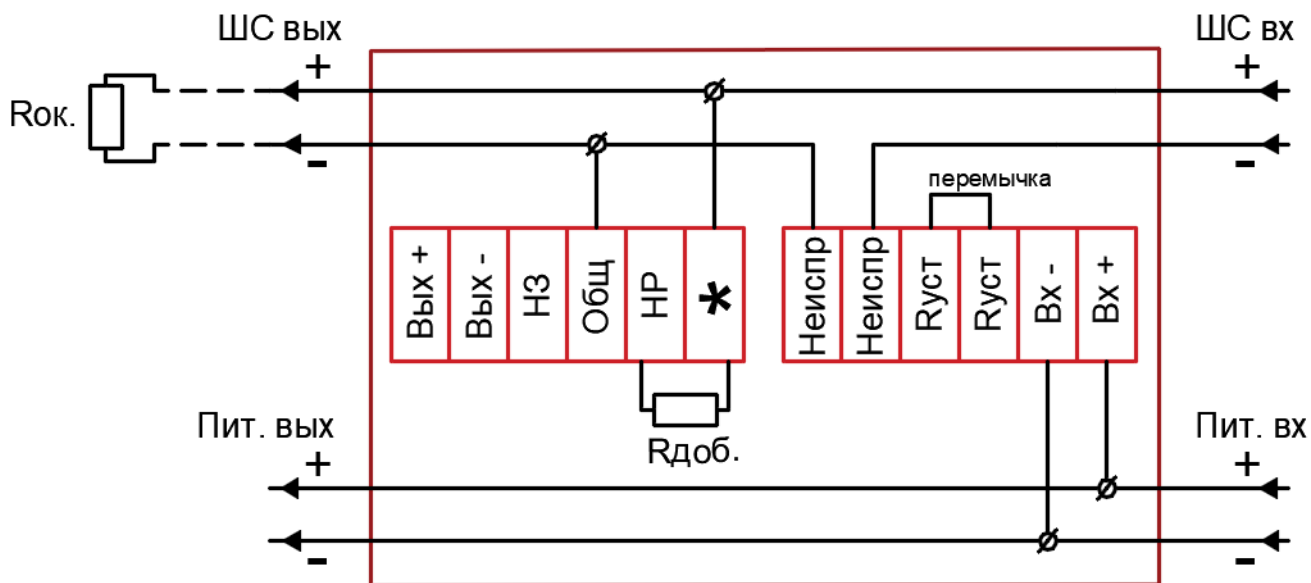 ШС вых
ШС вх
+
+
Rок.
-
-
перемычка
Вых +
Вых -
НЗ
Общ
НР
*
Неиспр
Неиспр
Rуст
Rуст
Вх -
Вх +
Rдоб.
Пит. вых
Пит. вх
+
+
-
-